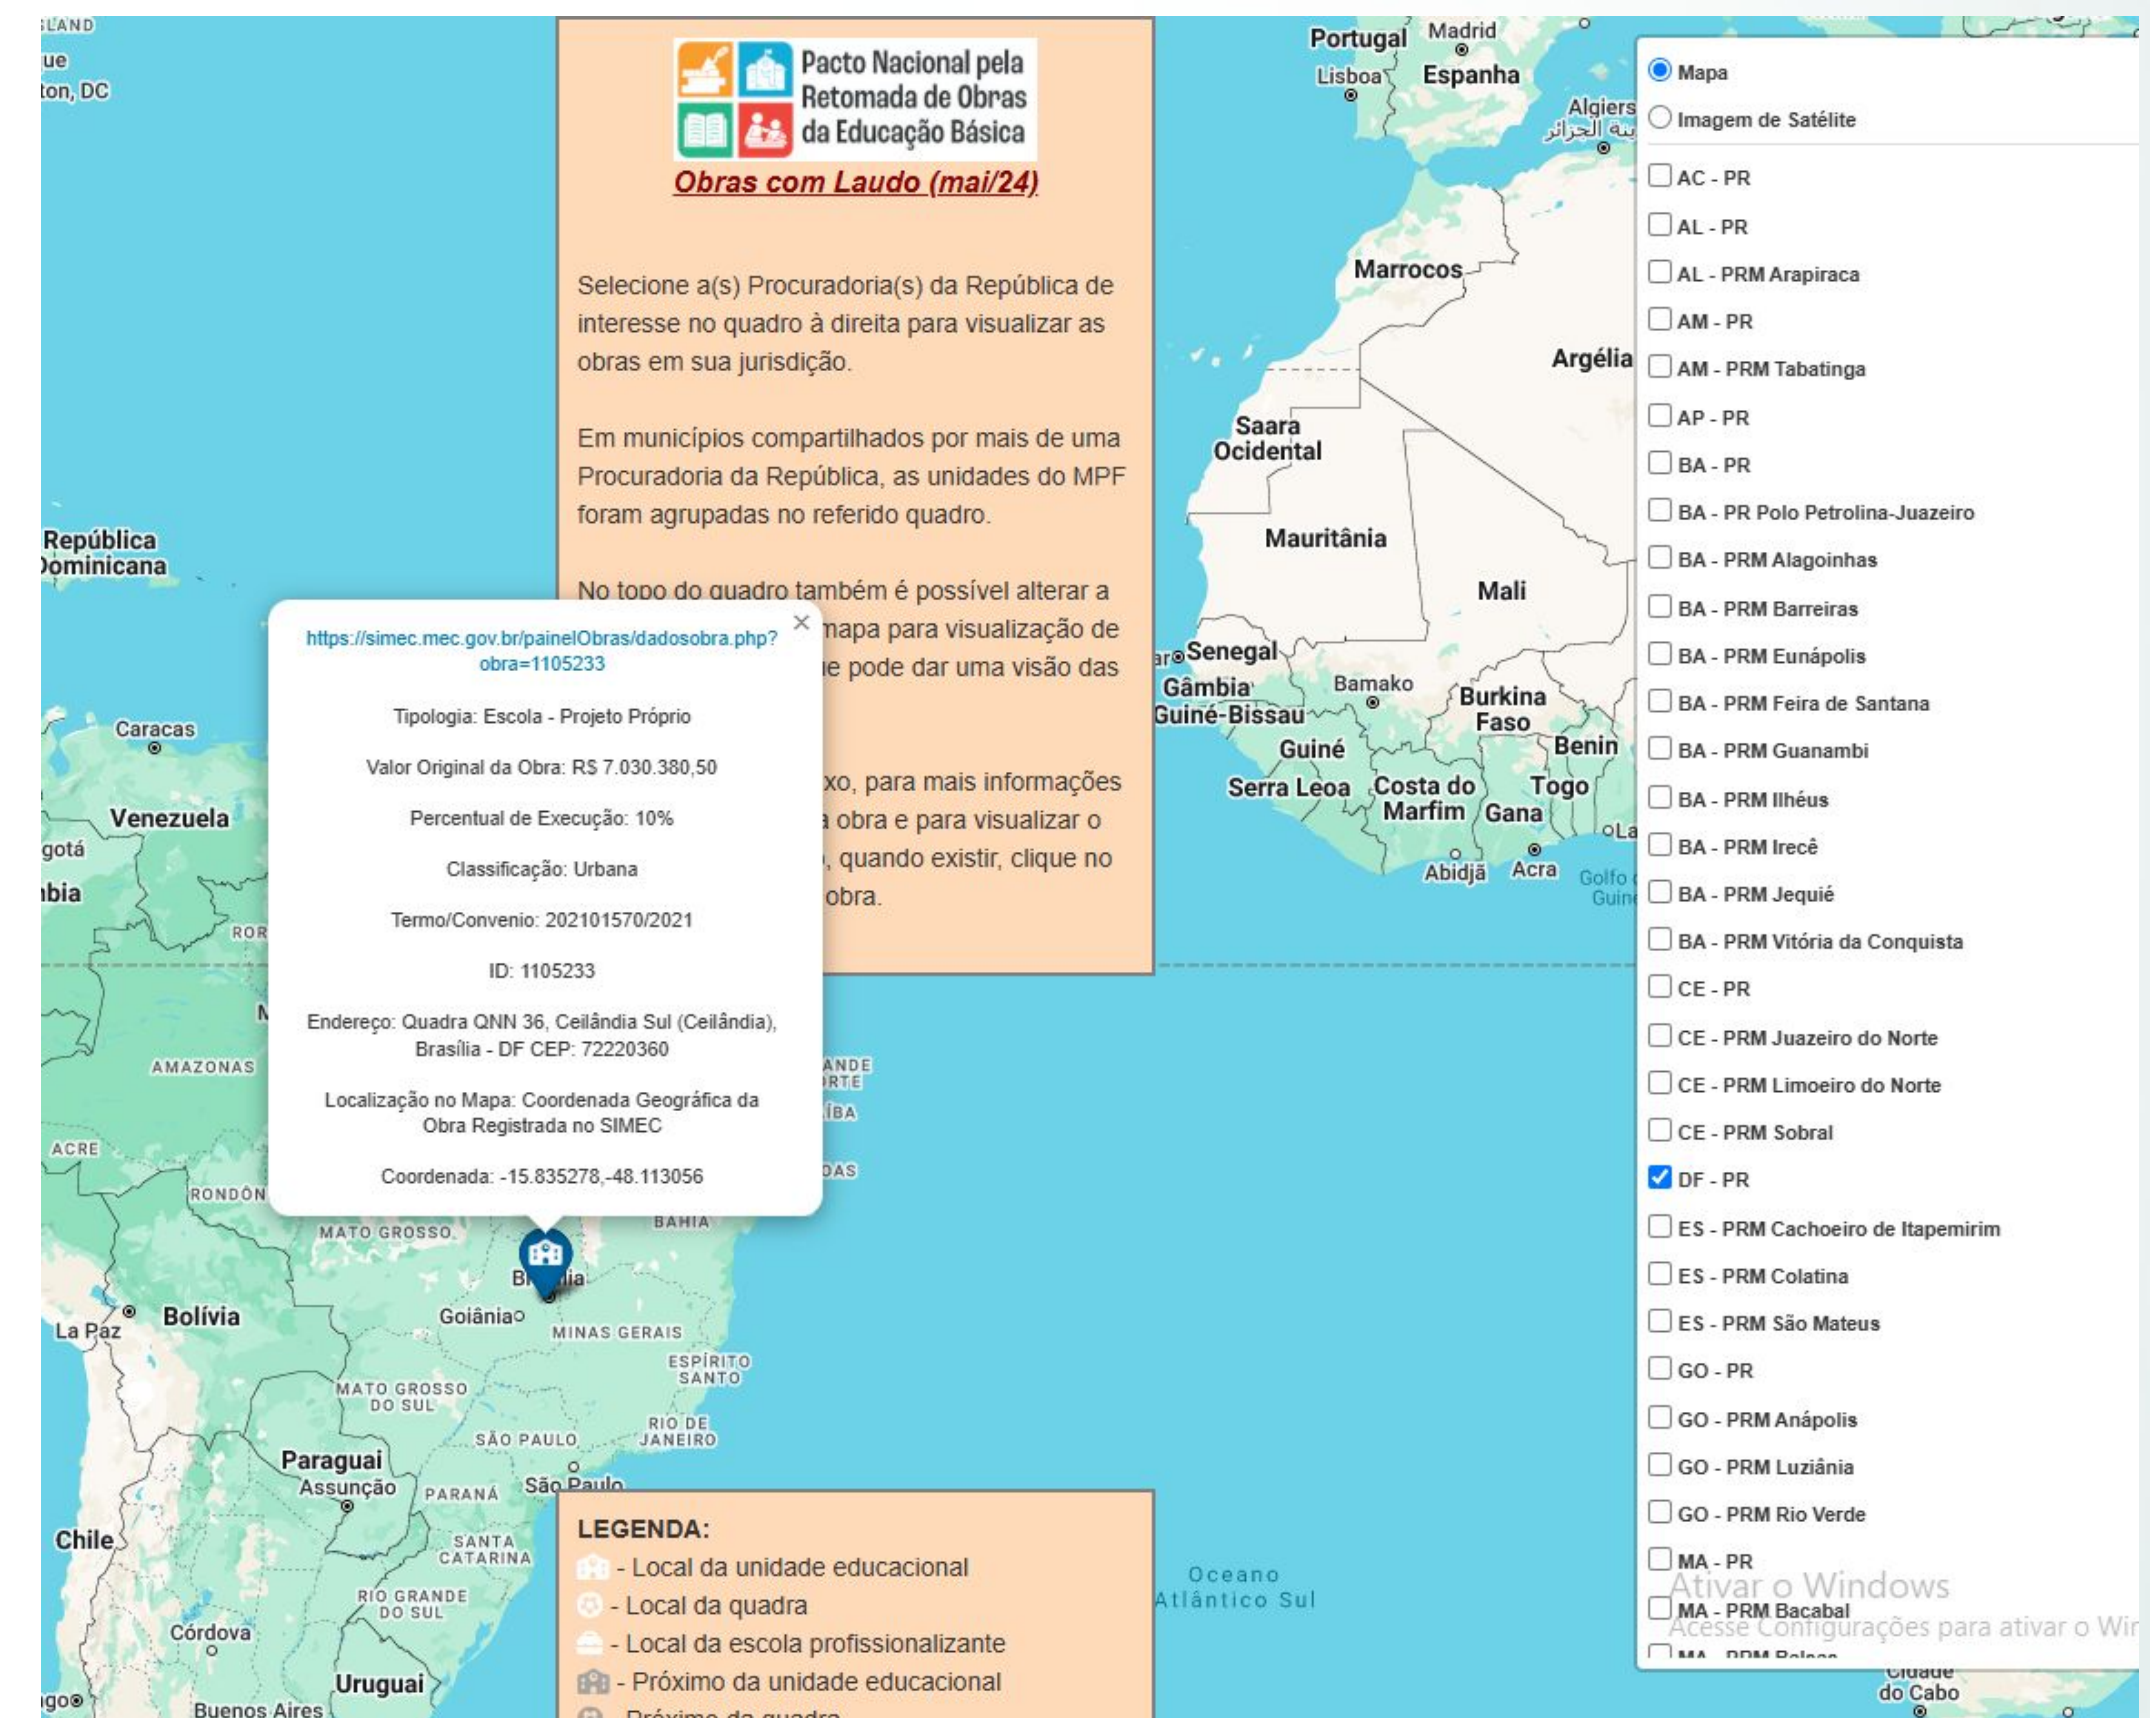 Pacto Nacional pela
Retomada de Obras
da Educação Básica
Obras com Laudo (mai/24)
Selecione a(s) Procuradoria(s) da República de
interesse no quadro à direita para visualizar as
obras em sua jurisdição.
Em municípios compartilhados por mais de uma
Procuradoria da República, as unidades do MPF
foram agrupadas no referido quadro.
No topo do quadro também é possível alterar a
mapa para visualização de
pode dar uma visão das
para mais informações
obra e para visualizar o
, quando existir, clique no
obra.
https://simec.mec.gov.br/painelObras/dadosobra.php?
obra=1105233
×
Tipologia: Escola - Projeto Próprio
Valor Original da Obra: R$ 7.030.380,50
Percentual de Execução: 10%
Classificação: Urbana
Termo/Convenio: 202101570/2021
ID: 1105233
Endereço: Quadra QNN 36, Ceilândia Sul (Ceilândia),
Brasília - DF CEP: 72220360
Localização no Mapa: Coordenada Geográfica da
Obra Registrada no SIMEC
Coordenada: -15.835278,-48.113056
LEGENDA:
- Local da unidade educacional
- Local da quadra
- Local da escola profissionalizante
- Próximo da unidade educacional
Mapa
Imagem de Satélite
AC - PR
AL - PR
AL - PRM Arapiraca
AM - PR
AM - PRM Tabatinga
AP - PR
BA - PR
BA - PR Polo Petrolina-Juazeiro
BA - PRM Alagoinhas
BA - PRM Barreiras
BA - PRM Eunápolis
BA - PRM Feira de Santana
BA - PRM Guanambi
BA - PRM Ilhéus
BA - PRM Irecê
BA - PRM Jequié
BA - PRM Vitória da Conquista
CE - PR
CE - PRM Juazeiro do Norte
CE - PRM Limoeiro do Norte
CE - PRM Sobral
DF - PR
ES - PRM Cachoeiro de Itapemirim
ES - PRM Colatina
ES - PRM São Mateus
GO - PR
GO - PRM Anápolis
GO - PRM Luziânia
GO - PRM Rio Verde
MA - PR
MA - PRM Bacabal
Ativar o Windows
Acesse Configurações para ativar o
ton, DC
República
Dominicana
Caracas
Venezuela
gotá
AMAZONAS
ACRE
MATO GROSSO
BAHIA
Goiânia
MINAS GERAIS
ESPÍRITO
SANTO
Bolívia
La Paz
MATO GROSSO
DO SUL
RIO DE
JANEIRO
SÃO PAULO
São Paulo
Paraguai
Assunção
PARANÁ
Chile
SANTA
CATARINA
RIO GRANDE
DO SUL
Córdova
Uruguai
Buenos Aires
Portugal
Lisboa
Madrid
Espanha
Algiers
Marrocos
Argélia
Saara
Ocidental
Mauritânia
Mali
Senegal
Gâmbia
Guiné-Bissau
Bamako
Burkina
Faso
Guiné
Benin
Serra Leoa
Costa do
Marfim
Togo
Gana
Abidjã
Acra
Golfo
Oceano
Atlântico Sul
Cidade
do Cabo